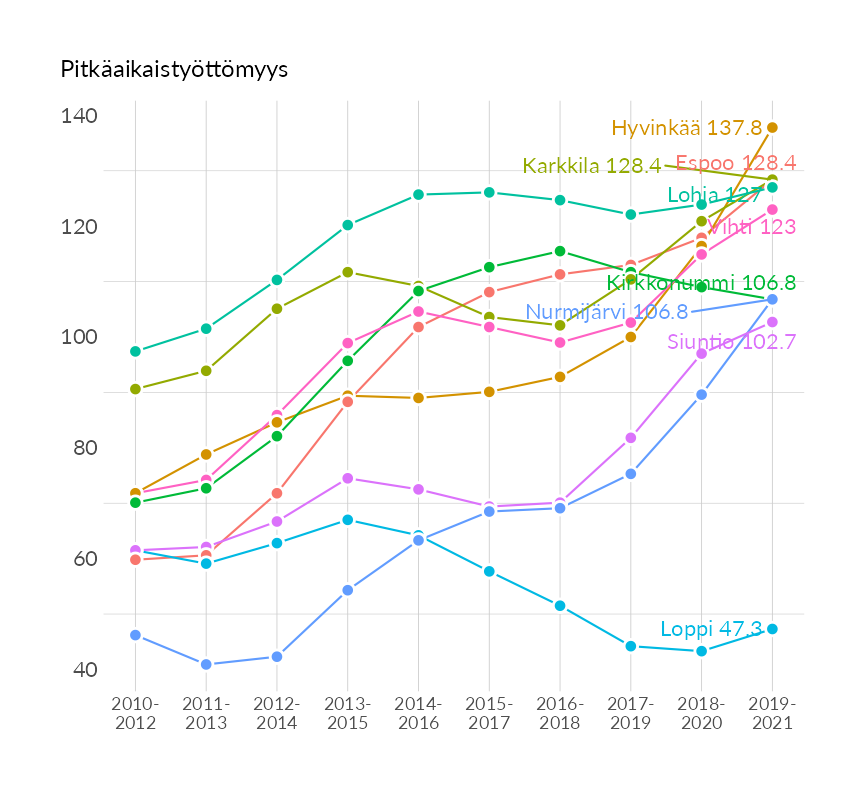 Pitkäaikaistyöttömyys
140
120
100
80
60
40
Hyvinkää 137.8
Karkkila 128.4
Espoo 128.4
Lohja 127
Vihti 123
Kirkkonummi 106.8
Nurmijärvi 106.8
Siuntio 102.7
Loppi 47.3
2010-
2012
2011-
2013
2012-
2014
2013-
2015
2014-
2016
2015-
2017
2016-
2018
2017-
2019
2018-
2020
2019-
2021